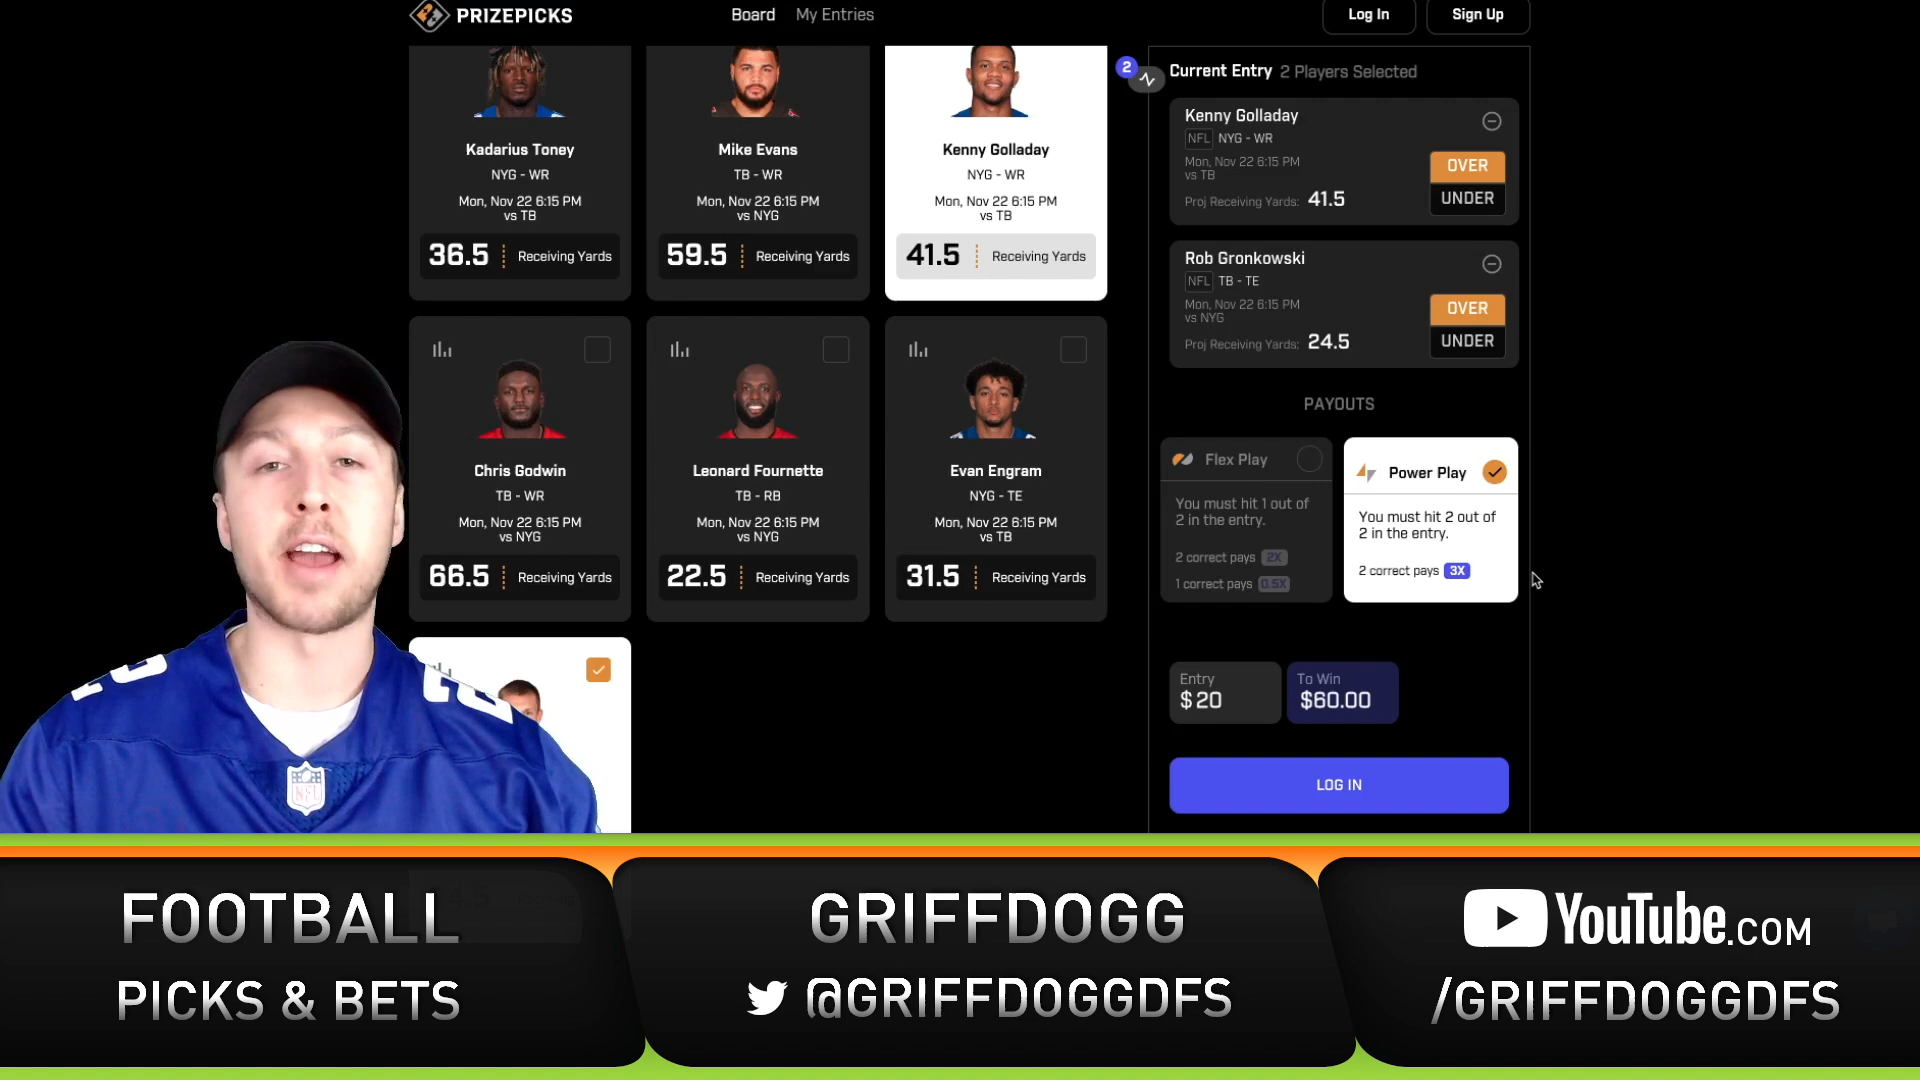 PRIZEPICKS
Board My Entries
Log In Sign Up
Kadarius Toney
NYG - WR
Mon, Nov 22 6:15 PM
vs TB
36.5 Receiving Yards
Mike Evans
TB - WR
Mon, Nov 22 6:15 PM
vs NYG
59.5 Receiving Yards
Kenny Golladay
NYG - WR
Mon, Nov 22 6:15 PM
vs TB
41.5 Receiving Yards
Chris Godwin
TB - WR
Mon, Nov 22 6:15 PM
vs NYG
66.5 Receiving Yards
Leonard Fournette
TB - RB
Mon, Nov 22 6:15 PM
vs NYG
22.5 Receiving Yards
Evan Engram
NYG - TE
Mon, Nov 22 6:15 PM
vs TB
31.5 Receiving Yards
2
Current Entry 2 Players Selected
Kenny Golladay
NFL NYG - WR
Mon, Nov 22 6:15 PM
vs TB
Proj Receiving Yards: 41.5
OVER
UNDER
Rob Gronkowski
NFL TB - TE
Mon, Nov 22 6:15 PM
vs NYG
Proj Receiving Yards: 24.5
OVER
UNDER
PAYOUTS
Flex Play
You must hit 1 out of
2 in the entry.
2 correct pays 2X
1 correct pays 0.5X
Power Play
You must hit 2 out of
2 in the entry.
2 correct pays 3X
Entry
$20
To Win
$60.00
LOG IN
NFL
FOOTBALL
PICKS & BETS
GRIFFDOGG
@GRIFFDOGGDFS
YouTube.COM
/GRIFFDOGGDFS